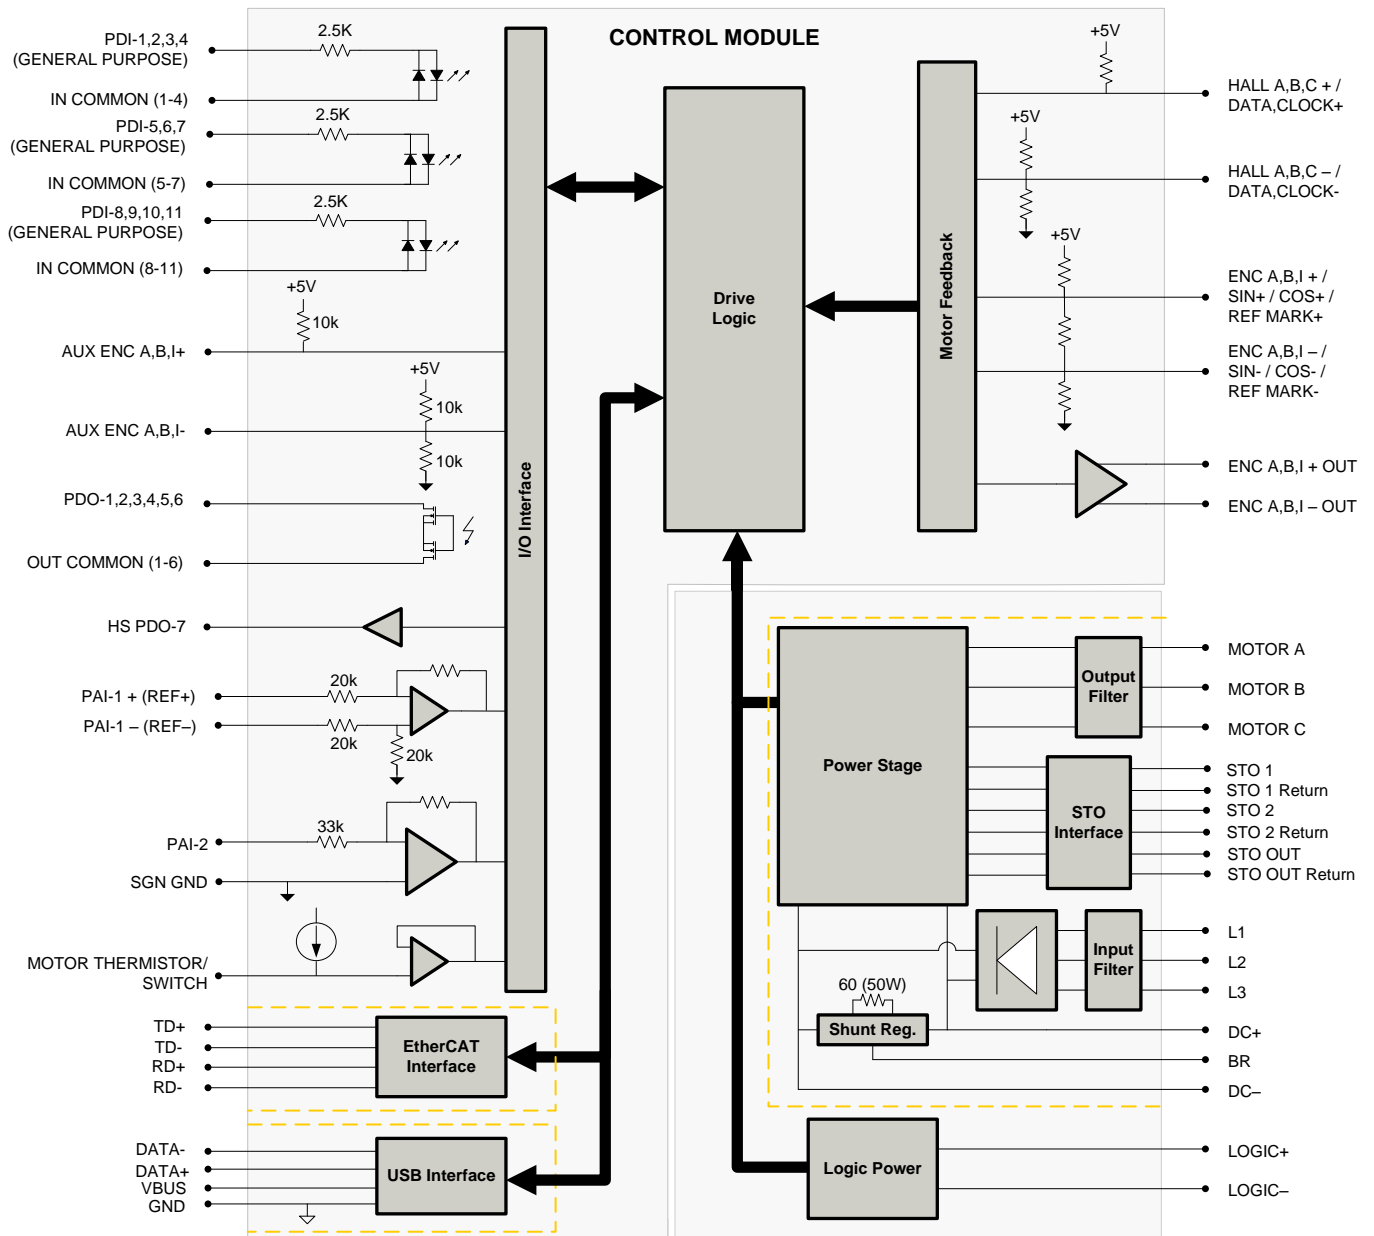 CONTROL MODULE
PDI-1,2,3,4
(GENERAL PURPOSE)
2.5K
IN COMMON (1-4)
PDI-5,6,7
(GENERAL PURPOSE)
2.5K
IN COMMON (5-7)
PDI-8,9,10,11
(GENERAL PURPOSE)
2.5K
IN COMMON (8-11)
+5V
10k
AUX ENC A,B,I+
+5V
10k
AUX ENC A,B,I-
10k
PDO-1,2,3,4,5,6
OUT COMMON (1-6)
HS PDO-7
PAI-1 + (REF+)
20k
PAI-1 – (REF–)
20k
20k
PAI-2
33k
SGN GND
MOTOR THERMISTOR/
SWITCH
I/O Interface
TD+
TD-
RD+
RD-
EtherCAT
Interface
DATA-
DATA+
VBUS
GND
USB Interface
Drive
Logic
Motor Feedback
+5V
HALL A,B,C + /
DATA,CLOCK+
+5V
HALL A,B,C – /
DATA,CLOCK-
+5V
ENC A,B,I + /
SIN+ / COS+ /
REF MARK+
ENC A,B,I – /
SIN- / COS- /
REF MARK-
ENC A,B,I + OUT
ENC A,B,I – OUT
Power Stage
Output
Filter
MOTOR A
MOTOR B
MOTOR C
STO
Interface
STO 1
STO 1 Return
STO 2
STO 2 Return
STO OUT
STO OUT Return
Input
Filter
L1
L2
L3
60 (50W)
Shunt Reg.
DC+
BR
DC–
Logic Power
LOGIC+
LOGIC–